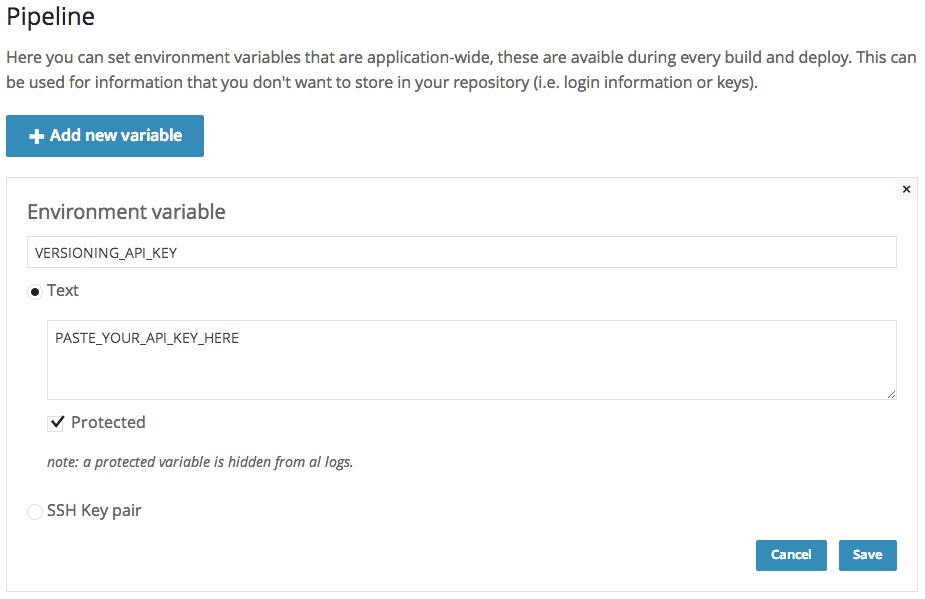 Pipeline
Here you can set environment variables that are application-wide, these are avaible during every build and deploy. This can
be used for information that you don't want to store in your repository (i.e. login information or keys).
+ Add new variable
×
Environment variable
VERSIONING_API_KEY
Text
PASTE_YOUR_API_KEY_HERE
Protected
note: a protected variable is hidden from al logs.
SSH Key pair
Cancel Save